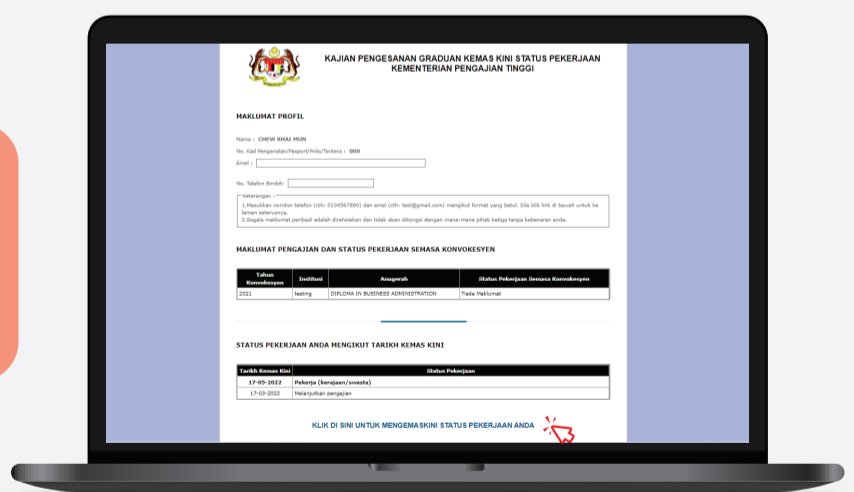 KAJIAN PENGESANAN GRADUAN KEMAS KINI STATUS PEKERJAAN
KEMENTERIAN PENGAJIAN TINGGI
MAKLUMAT PROFIL
Nama : CHEW KHAI MUN
No. Kad Pengenalan/Pasport/Polis/Tentera : 000
Emel :
No. Telefon Bimbit:
Keterangan :
1.Masukkan nombor telefon (cth: 0134567890) dan emel (cth: test@gmail.com) mengikut format yang betul. Sila klik link di bawah untuk ke
laman seterusnya.
2.Segala maklumat peribadi adalah dirahsiakan dan tidak akan dikongsi dengan mana-mana pihak ketiga tanpa kebenaran anda.
MAKLUMAT PENGAJIAN DAN STATUS PEKERJAAN SEMASA KONVOKESYEN
Tahun Konvokesyen Institusi Anugerah Status Pekerjaan Semasa Konvokesyen
2021 testing DIPLOMA IN BUSINESS ADMINISTRATION Tiada Maklumat
STATUS PEKERJAAN ANDA MENGIKUT TARIKH KEMAS KINI
Tarikh Kemas Kini Status Pekerjaan
17-05-2022 Pekerja (kerajaan/swasta)
17-03-2022 Melanjutkan pengajian
KLIK DI SINI UNTUK MENGEMASKINI STATUS PEKERJAAN ANDA